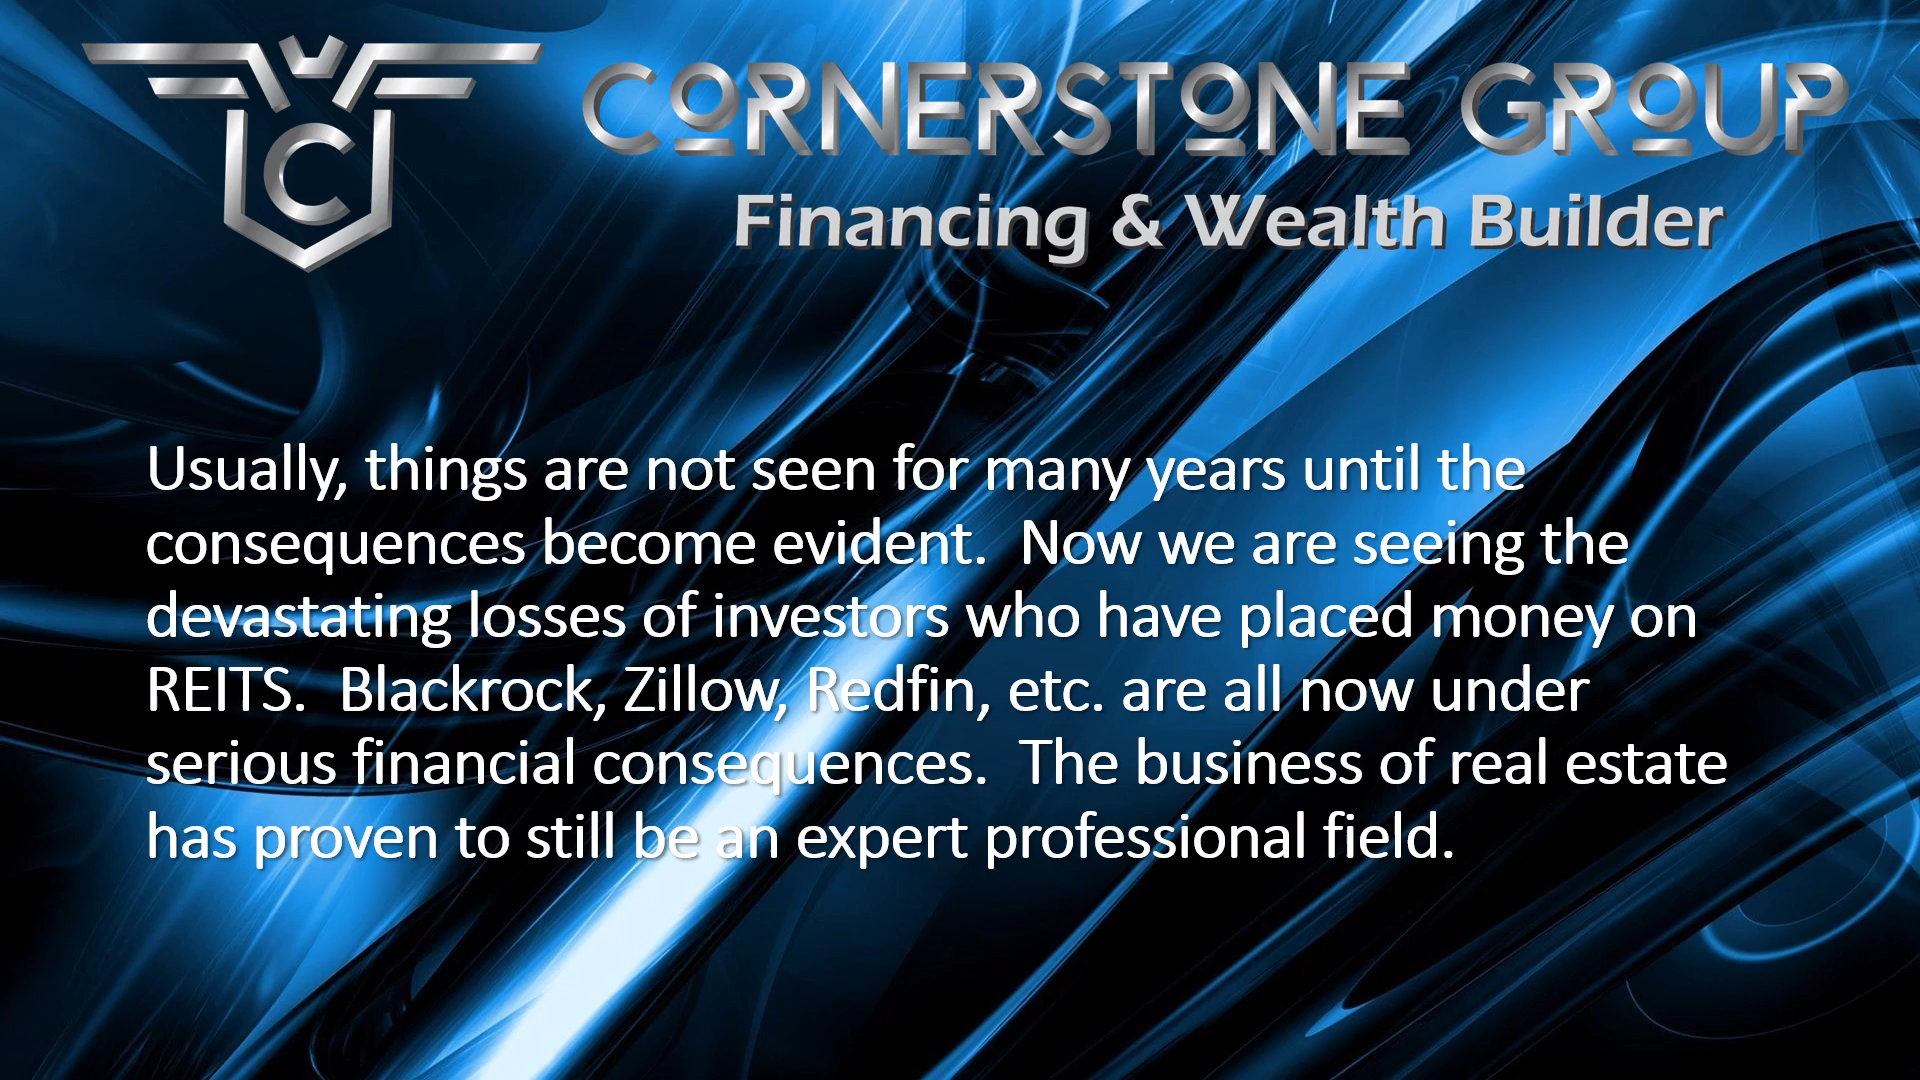 C
CORNERSTONE GROUP
Financing & Wealth Builder
Usually, things are not seen for many years until the
consequences become evident.  Now we are seeing the
devastating losses of investors who have placed money on
REITS.  Blackrock, Zillow, Redfin, etc. are all now under
serious financial consequences.  The business of real estate
has proven to still be an expert professional field.